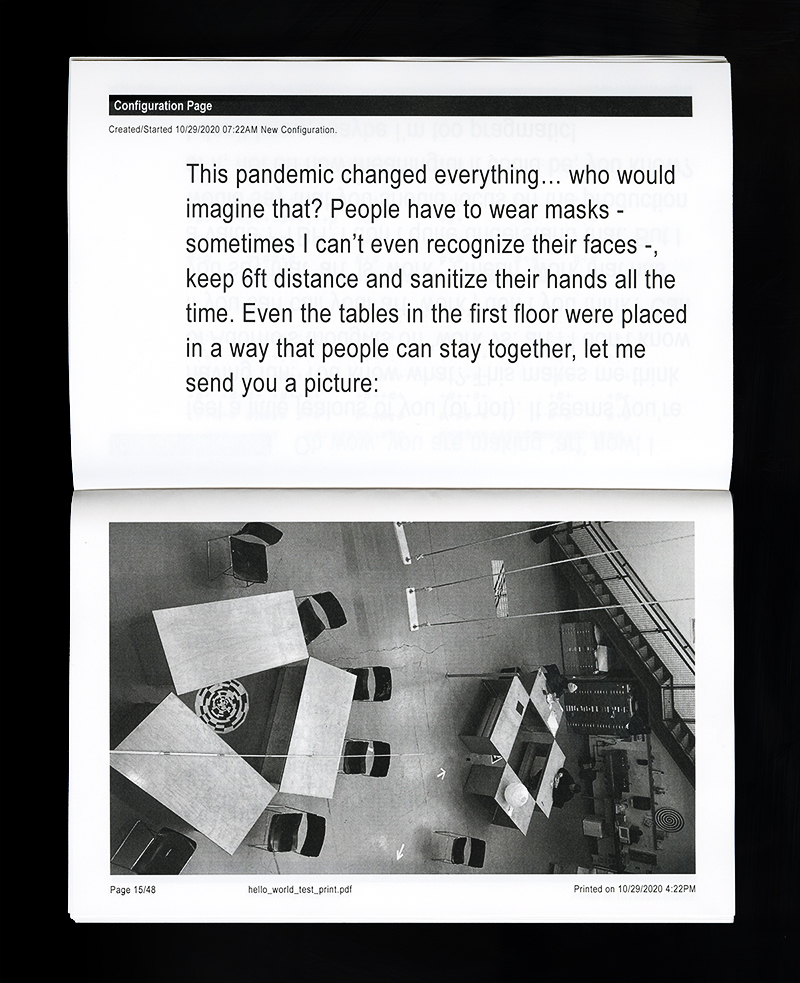 Configuration Page
Created/Started 10/29/2020 07:22AM New Configuration.
This pandemic changed everything… who would
imagine that? People have to wear masks -
sometimes I can’t even recognize their faces -,
keep 6ft distance and sanitize their hands all the
time. Even the tables in the first floor were placed
in a way that people can stay together, let me
send you a picture:
Page 15/48
hello_world_test_print.pdf
Printed on 10/29/2020 4:22PM